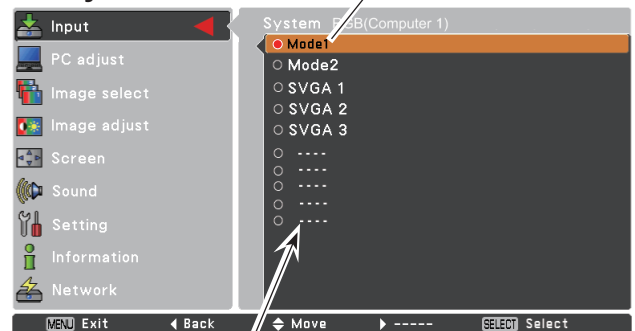 Input
PC adjust
Image select
Image adjust
Screen
Sound
Setting
Information
Network
System RGB(Computer 1)
Mode1
Mode2
SVGA 1
SVGA 2
SVGA 3
----
----
----
----
----
MENU Exit
Back
Move
-----
SELECT Select